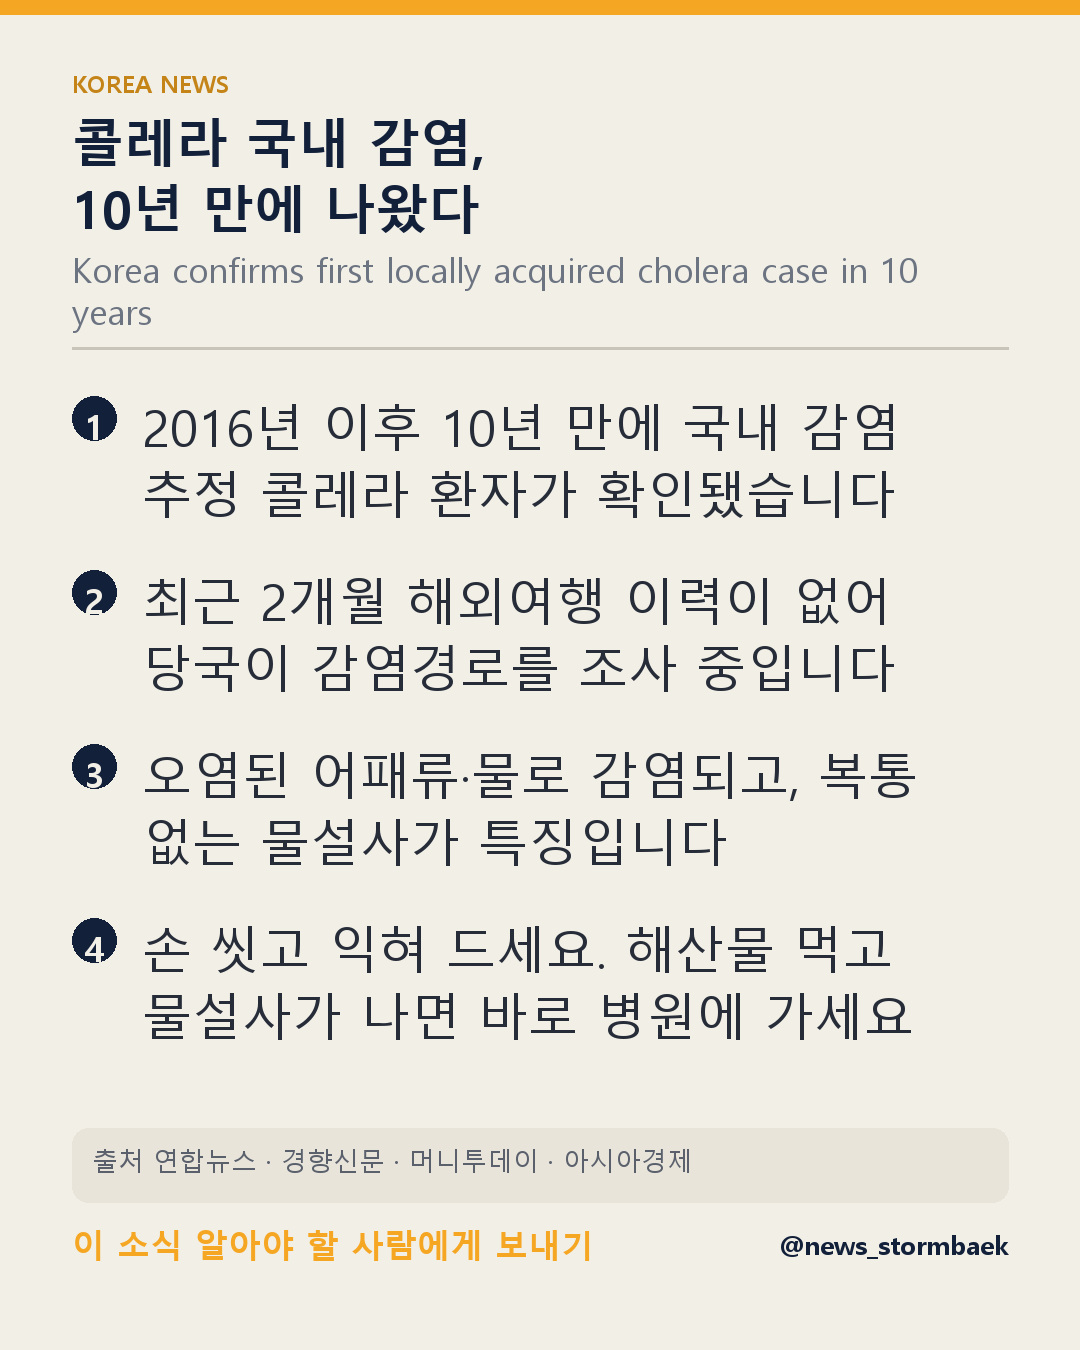 KOREA NEWS
콜레라 국내 감염,
10년 만에 나왔다
Korea confirms first locally acquired cholera case in 10
years
1 2016년 이후 10년 만에 국내 감염
추정 콜레라 환자가 확인됐습니다
2 최근 2개월 해외여행 이력이 없어
당국이 감염경로를 조사 중입니다
3 오염된 어패류·물로 감염되고, 복통
없는 물설사가 특징입니다
4 손 씻고 익혀 드세요. 해산물 먹고
물설사가 나면 바로 병원에 가세요
출처 연합뉴스 · 경향신문 · 머니투데이 · 아시아경제
이 소식 알아야 할 사람에게 보내기
@news_stormbaek